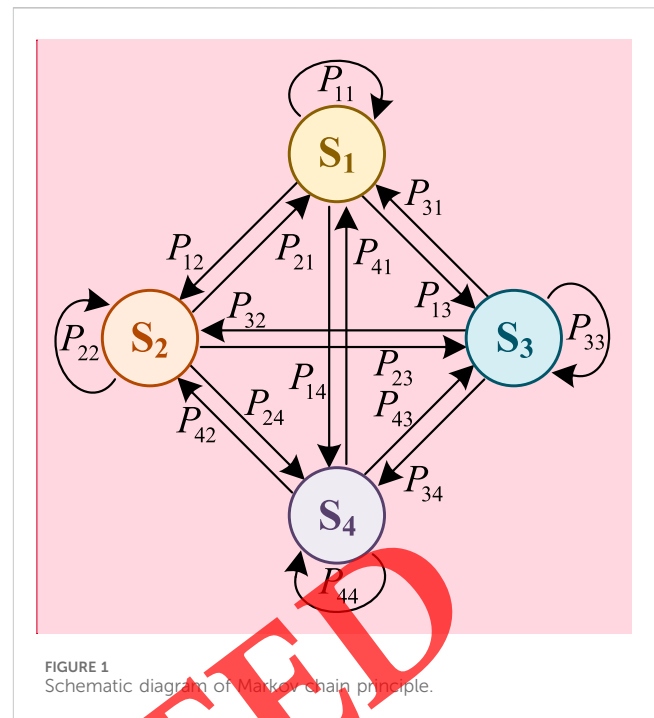 P11
S1
P31
P12
P21
P41
P13
P32
P22
S2
S3
P33
P14
P23
P24
P43
P42
P34
S4
P44
FIGURE 1
Schematic diagram of Markov chain principle.
TED